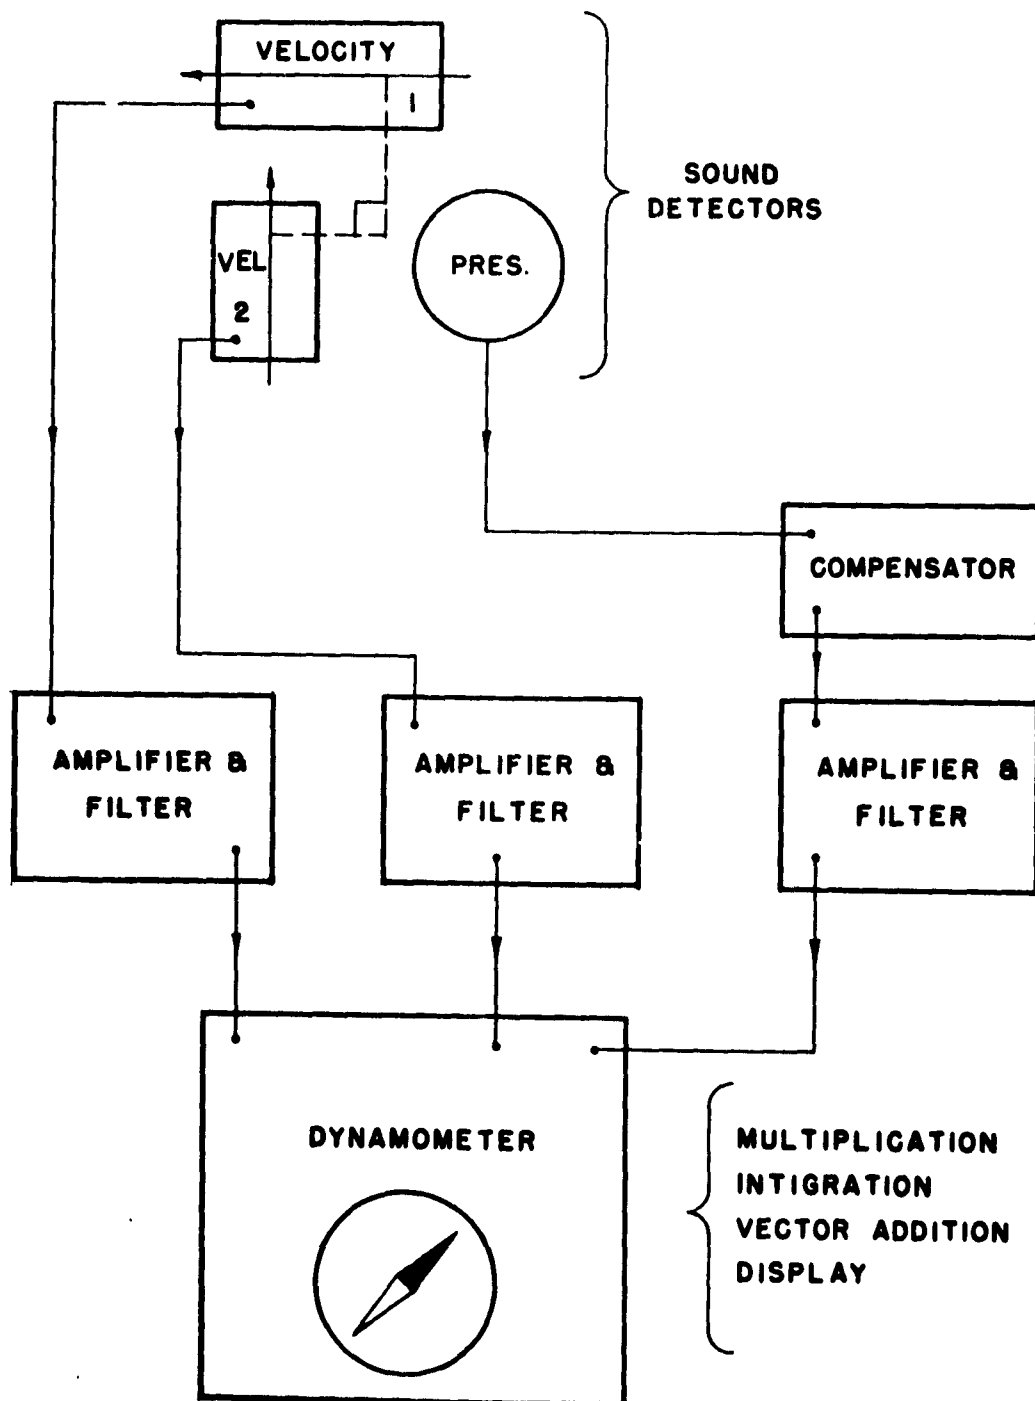 VELOCITY
1
VEL
2
PRES.
SOUND
DETECTORS
COMPENSATOR
AMPLIFIER &
FILTER
AMPLIFIER &
FILTER
AMPLIFIER &
FILTER
DYNAMOMETER
MULTIPLICATION
INTIGRATION
VECTOR ADDITION
DISPLAY